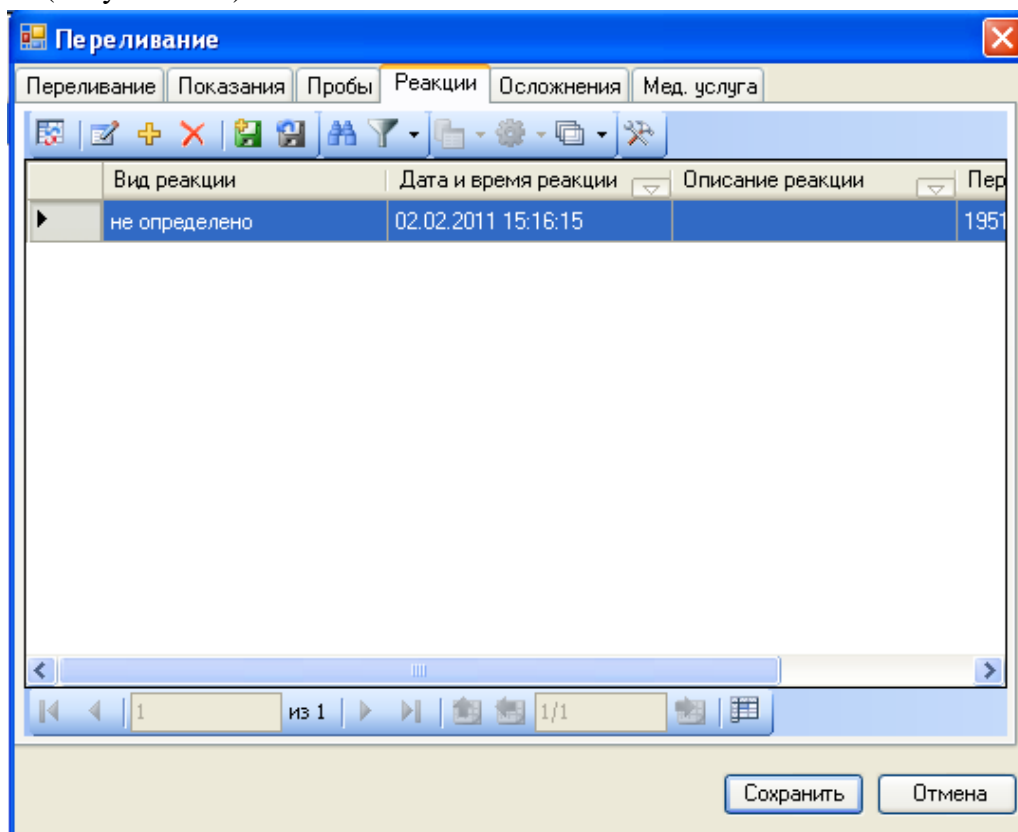 Переливание
Переливание Показания Пробы Реакции Осложнения Мед. услуга
Вид реакции Дата и время реакции Описание реакции Пер
не определено 02.02.2011 15:16:15 1951
1 из 1 1/1
Сохранить Отмена